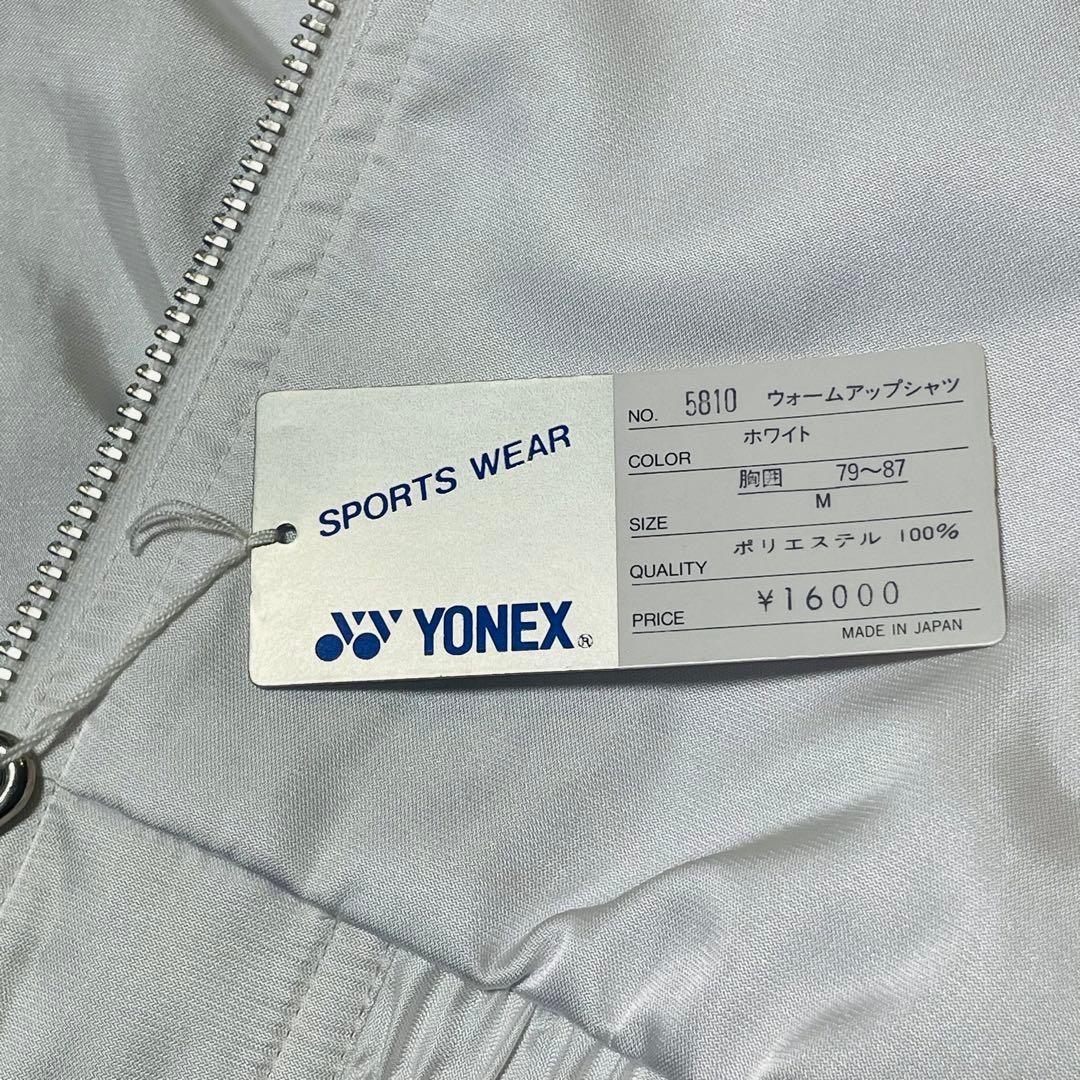 SPORTS WEAR
YONEX®
NO. 5810 ウォームアップシャツ
COLOR ホワイト
胸囲 79〜87
SIZE M
QUALITY ポリエステル 100%
PRICE ¥16000
MADE IN JAPAN